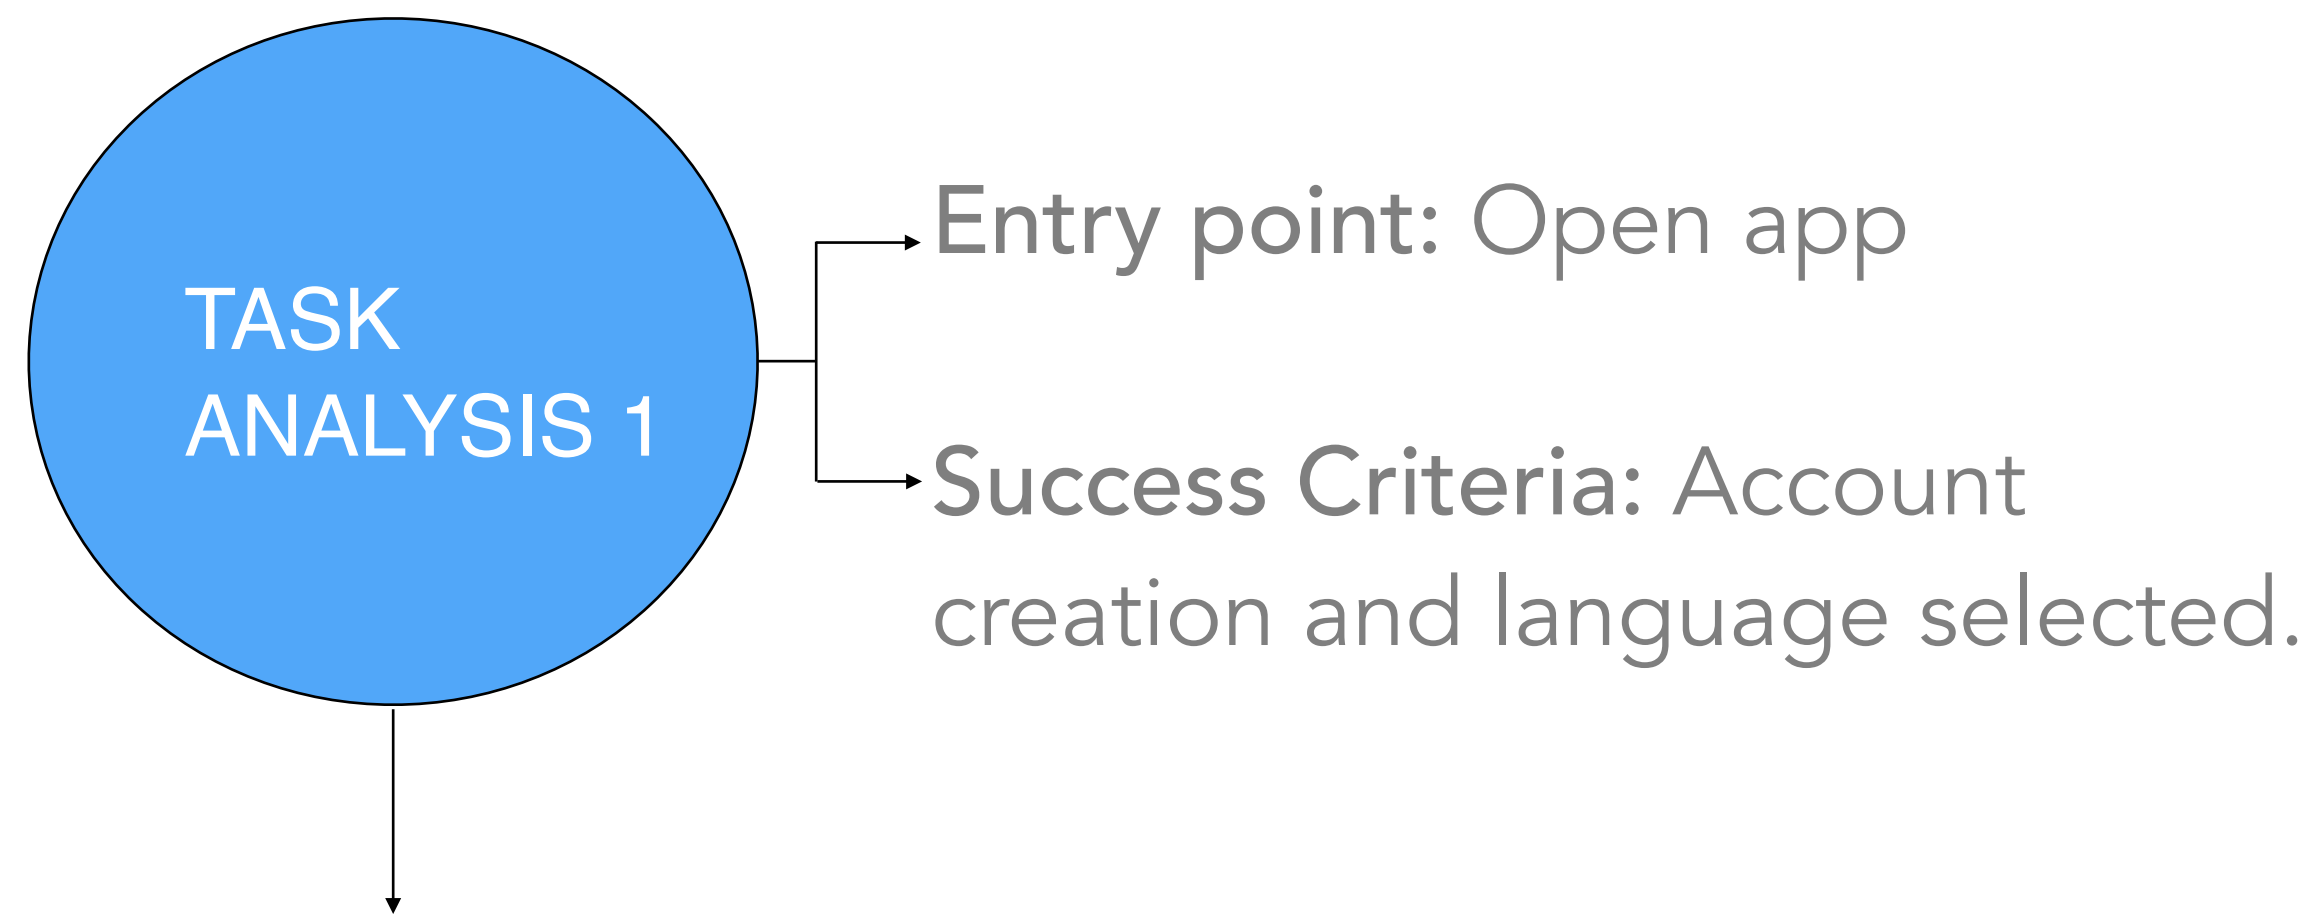 TASK
ANALYSIS 1
Entry point: Open app
Success Criteria: Account
creation and language selected.